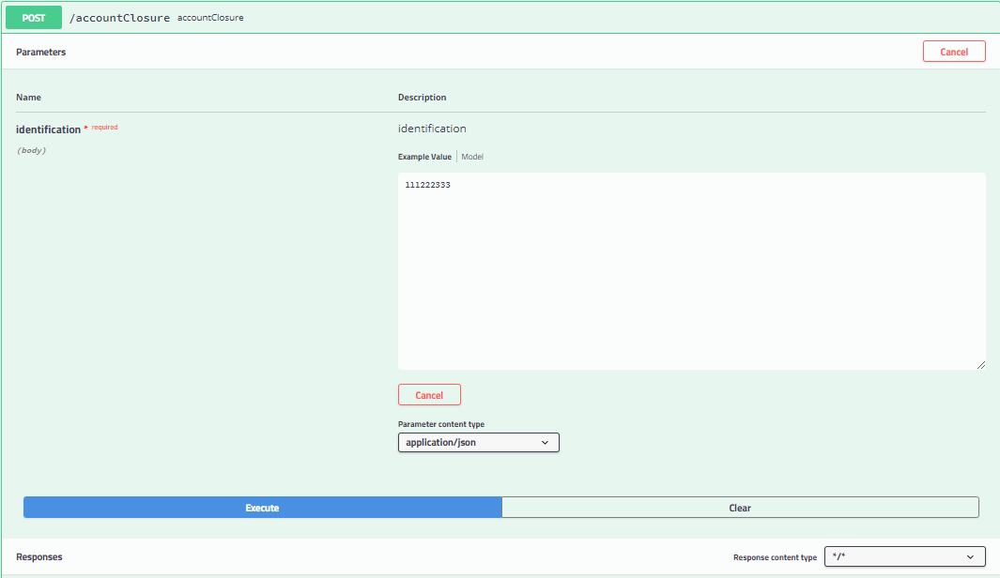 POST /accountClosure accountClosure
Parameters Cancel
Name Description
identification * required identification
(body)
Example Value Model
111222333
Cancel
Parameter content type
application/json
Execute Clear
Responses Response content type */*